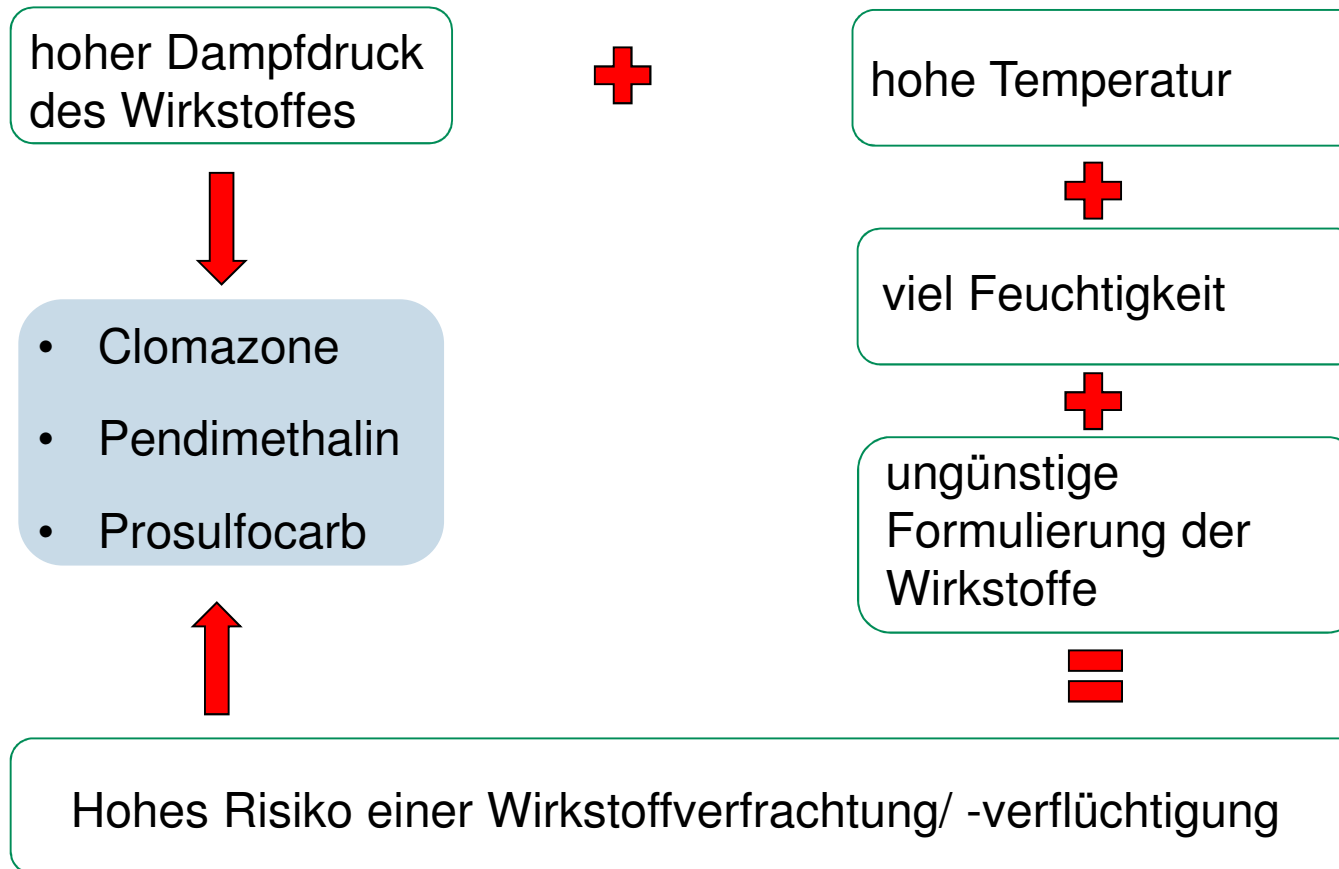 hoher Dampfdruck
des Wirkstoffes
hohe Temperatur
viel Feuchtigkeit
• Clomazone
• Pendimethalin
• Prosulfocarb
ungünstige
Formulierung der
Wirkstoffe
Hohes Risiko einer Wirkstoffverfrachtung/ -verflüchtigung